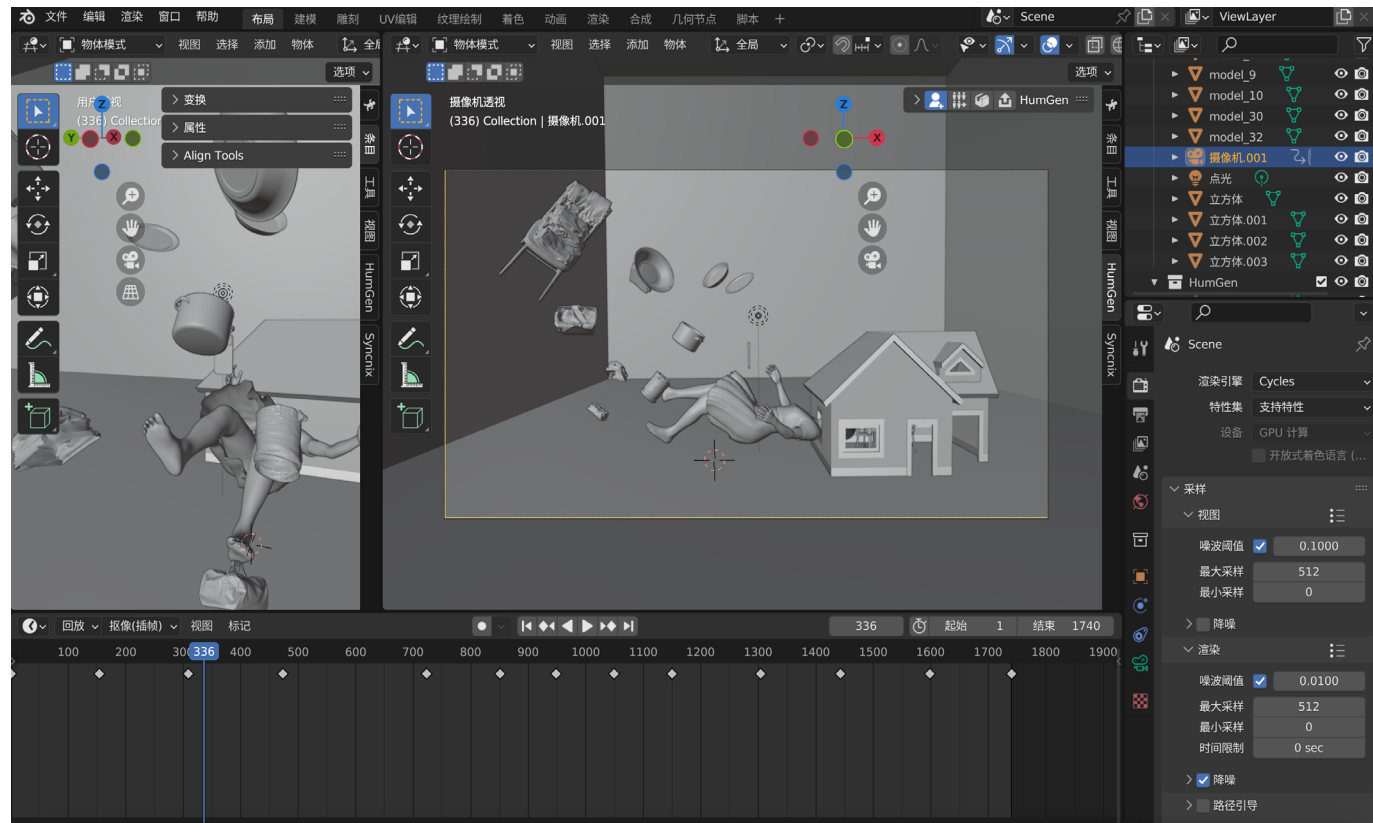 文件 编辑 渲染 窗口 帮助 布局 建模 雕刻 UV编辑 纹理绘制 着色 动画 渲染 合成 几何节点 脚本 + Scene ViewLayer
物体模式 视图 选择 添加 物体 全局 物体模式 视图 选择 添加 物体 全局
选项 选项
用户透视
(336) Collection
变换
属性
Align Tools
条目
工具
视图
HumGen
Syncnix
Z
Y
X
摄像机透视
(336) Collection | 摄像机.001
HumGen
条目
工具
视图
HumGen
Syncnix
Z
X
model_9
model_10
model_30
model_32
摄像机.001
点光
立方体
立方体.001
立方体.002
立方体.003
HumGen
Scene
渲染引擎 Cycles
特性集 支持特性
设备 GPU 计算
开放式着色语言 (...
采样
视图
噪波阈值 0.1000
最大采样 512
最小采样 0
降噪
渲染
噪波阈值 0.0100
最大采样 512
最小采样 0
时间限制 0 sec
降噪
路径引导
回放 抠像(插帧) 视图 标记 336 起始 1 结束 1740
100 200 300 336 400 500 600 700 800 900 1000 1100 1200 1300 1400 1500 1600 1700 1800 1900